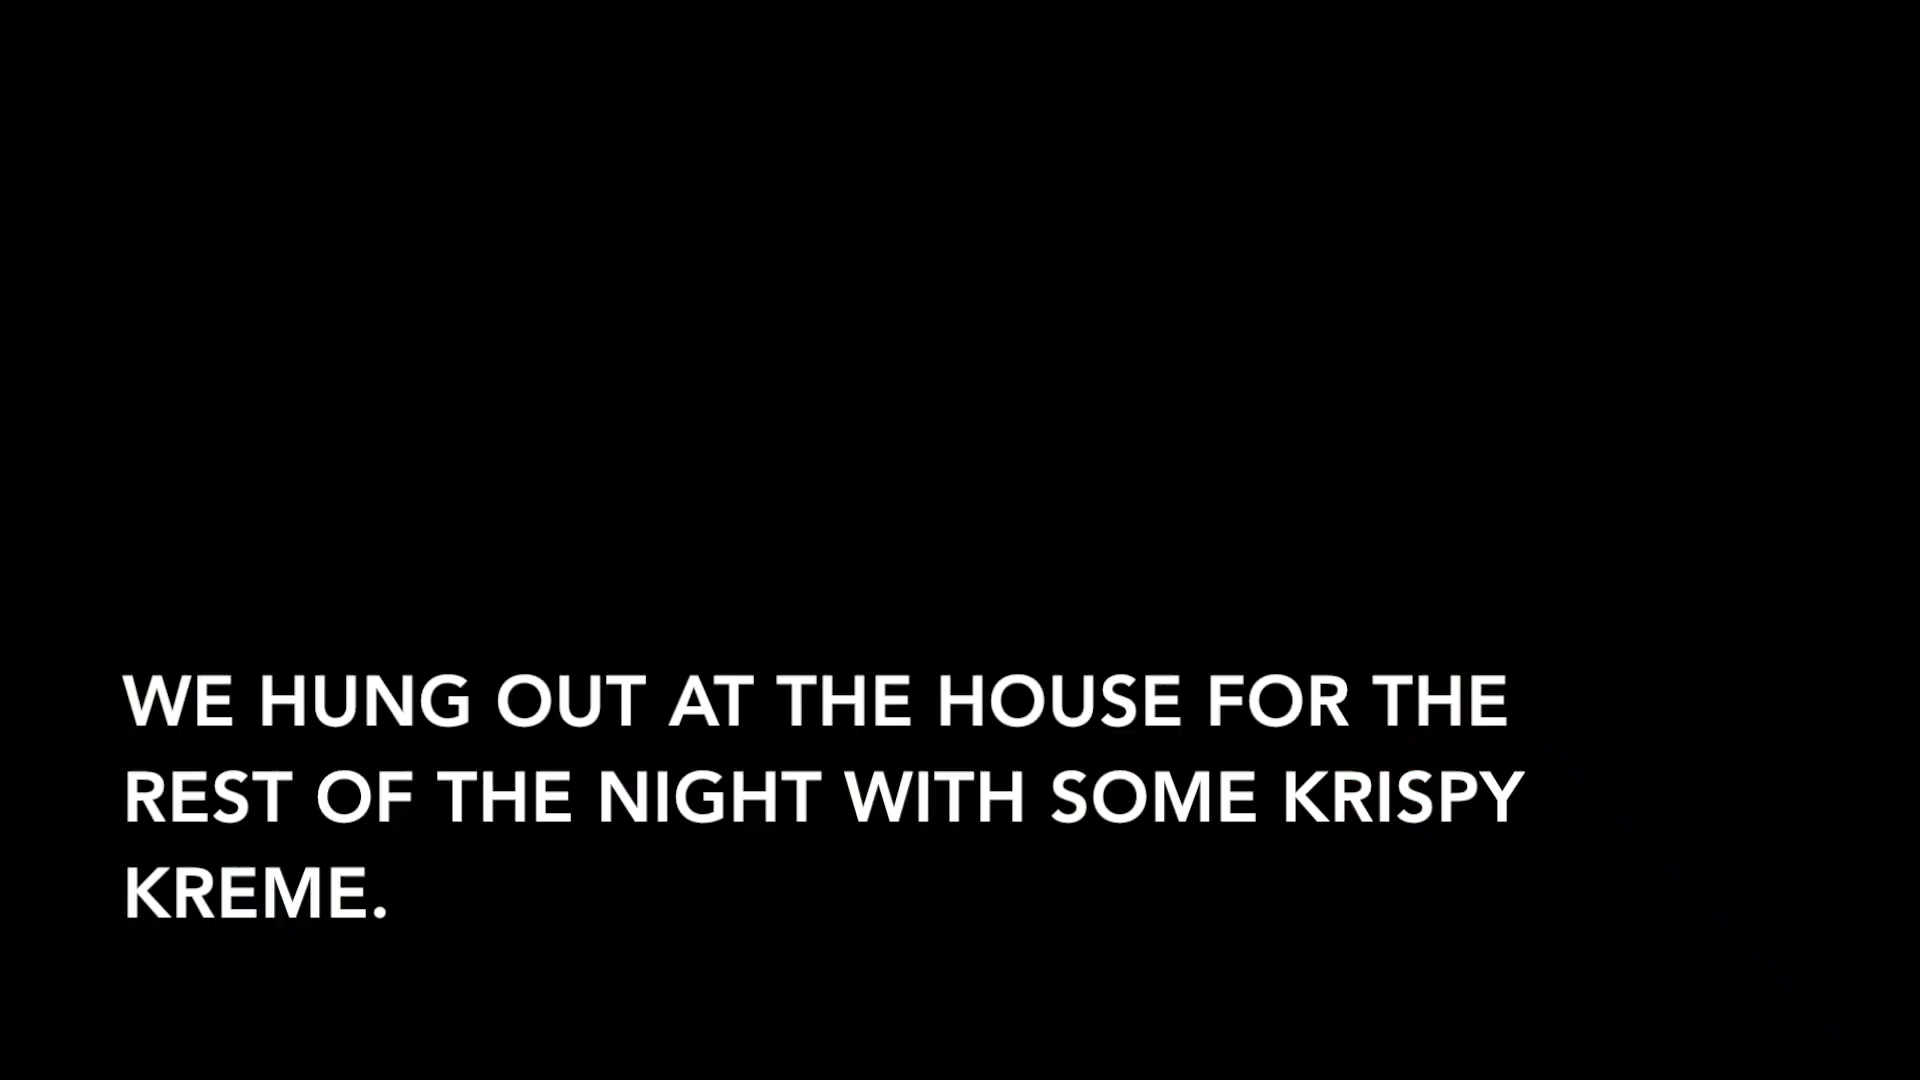 WE HUNG OUT AT THE HOUSE FOR THE
REST OF THE NIGHT WITH SOME KRISPY
KREME.